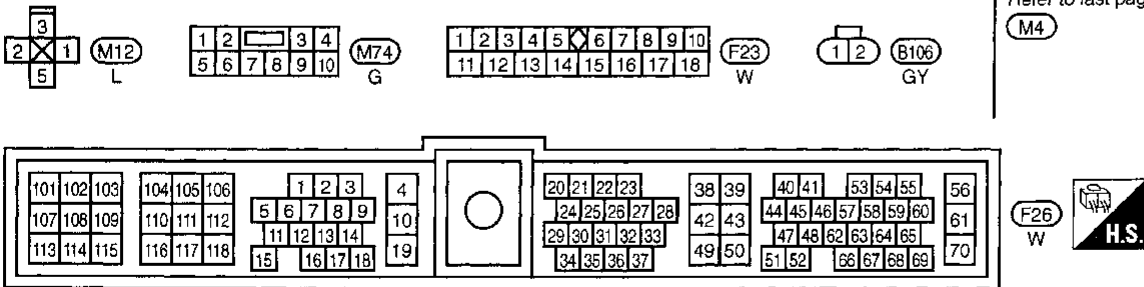 Refer to last pag
M4
3
2 1 M12
5 L
1 2 3 4 M74
5 6 7 8 9 10 G
1 2 3 4 5 6 7 8 9 10 F23
11 12 13 14 15 16 17 18 W
1 2 B106
GY
101 102 103 104 105 106 1 2 3 4 20 21 22 23 38 39 40 41 53 54 55 56
107 108 109 110 111 112 5 6 7 8 9 10 24 25 26 27 28 42 43 44 45 46 57 58 59 60 61 F26
11 12 13 14 29 30 31 32 33 47 48 62 63 64 65 W H.S.
113 114 115 116 117 118 15 16 17 18 19 34 35 36 37 49 50 51 52 66 67 68 69 70